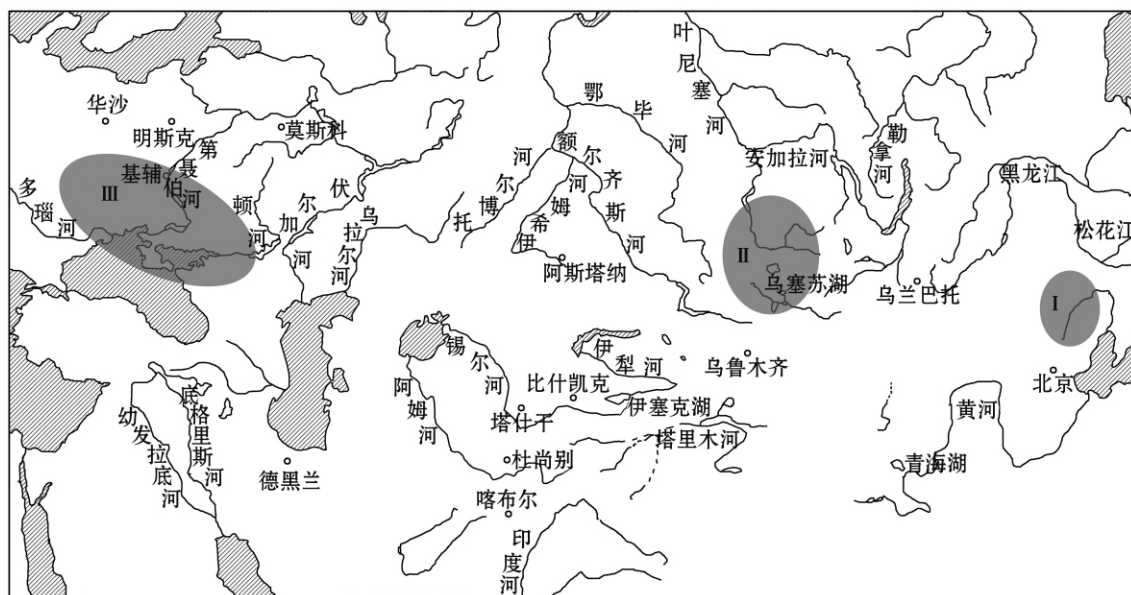 叶尼塞河
鄂毕河
华沙
明斯克
莫斯科
第聂伯河
基辅
Ⅲ
多瑙河
顿河
伏尔加河
乌拉尔河
托博尔河
额尔齐斯河
伊希姆河
阿斯塔纳
安加拉河
勒拿河
黑龙江
松花江
Ⅱ
乌塞苏湖
乌兰巴托
Ⅰ
北京
锡尔河
阿姆河
伊犁河
乌鲁木齐
比什凯克
伊塞克湖
塔什干
塔里木河
杜尚别
黄河
青海湖
底格里斯河
幼发拉底河
德黑兰
喀布尔
印度河